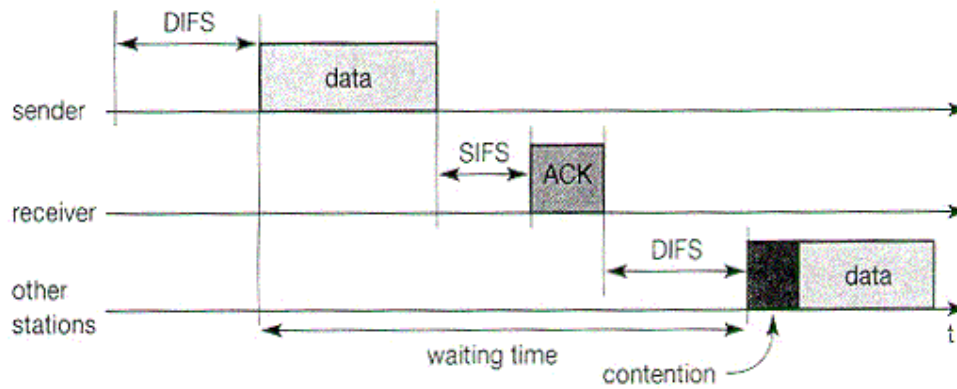 DIFS
data
sender
SIFS
ACK
receiver
DIFS
data
other
stations
t
waiting time
contention